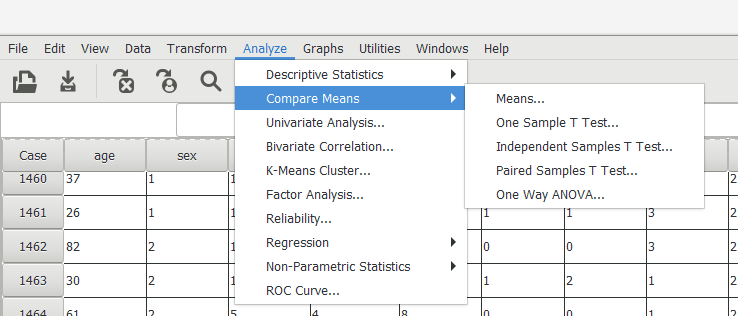 File Edit View Data Transform Analyze Graphs Utilities Windows Help
Descriptive Statistics
Compare Means
Univariate Analysis...
Bivariate Correlation...
K-Means Cluster...
Factor Analysis...
Reliability...
Regression
Non-Parametric Statistics
ROC Curve...
Means...
One Sample T Test...
Independent Samples T Test...
Paired Samples T Test...
One Way ANOVA...
Case age sex
1460 37 1 1 2
1461 26 1 1 1 1 3 2
1462 82 2 1 0 0 3 2
1463 30 2 1 1 2 1 2
1464 61 2 5 4 8 0 0 1 2